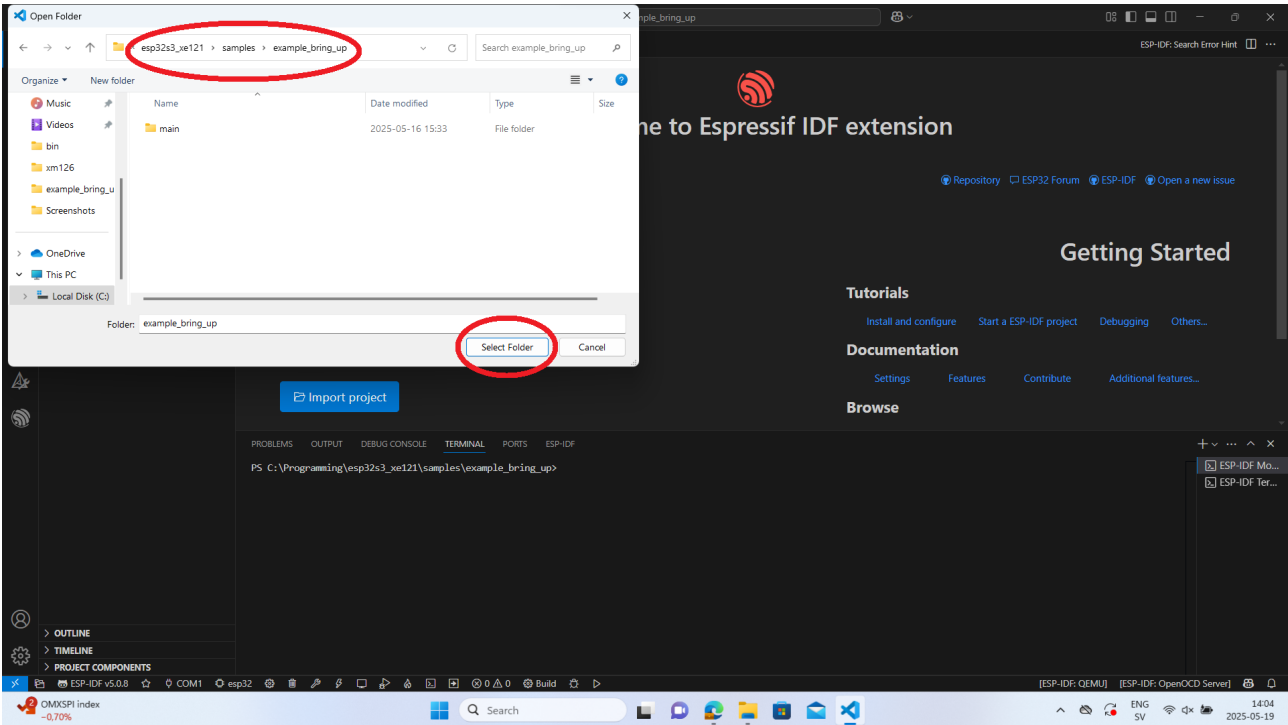 Open Folder
esp32s3_xe121 > samples > example_bring_up
Search example_bring_up
Organize
New folder
Music
Videos
bin
xm126
example_bring_u
Screenshots
OneDrive
This PC
Local Disk (C:)
Name
Date modified
Type
Size
main
2025-05-16 15:33
File folder
Folder:
example_bring_up
Select Folder
Cancel
mple_bring_up
ESP-IDF: Search Error Hint
me to Espressif IDF extension
Repository
ESP32 Forum
ESP-IDF
Open a new issue
Getting Started
Tutorials
Install and configure
Start a ESP-IDF project
Debugging
Others...
Documentation
Settings
Features
Contribute
Additional features...
Browse
Import project
PROBLEMS
OUTPUT
DEBUG CONSOLE
TERMINAL
PORTS
ESP-IDF
PS C:\Programming\esp32s3_xe121\samples\example_bring_up>
ESP-IDF Mo...
ESP-IDF Ter...
OUTLINE
TIMELINE
PROJECT COMPONENTS
ESP-IDF v5.0.8
COM1
esp32
0
0
Build
[ESP-IDF: QEMU]
[ESP-IDF: OpenOCD Server]
2
OMXSPI index
-0,70%
Search
ENG
SV
14:04
2025-05-19